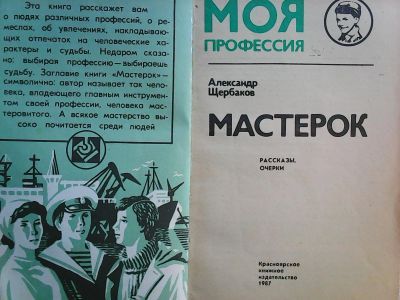 Эта книга расскажет вам
о людях различных профессий, о ре-
меслах, об увлечениях, накладываю-
щих отпечаток на человеческие ха-
рактеры и судьбы. Недаром сказа-
но: выбирая профессию — выбираешь
судьбу. Заглавие книги «Мастерок» —
символично: автор называет так чело-
века, владеющего главным инструмен-
том своей профессии, человека мас-
теровитого. А всякое мастерство вы-
соко почитается среди людей
МОЯ
ПРОФЕССИЯ
Александр
Щербаков
МАСТЕРОК
РАССКАЗЫ,
ОЧЕРКИ
Красноярское
книжное
издательство
1987